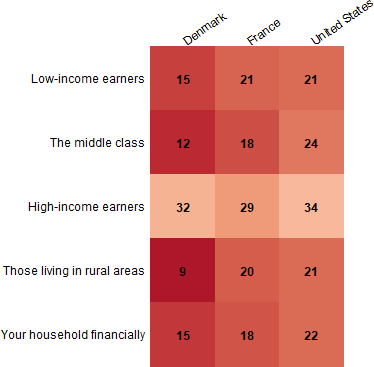 Denmark France United States
Low-income earners 15 21 21
The middle class 12 18 24
High-income earners 32 29 34
Those living in rural areas 9 20 21
Your household financially 15 18 22